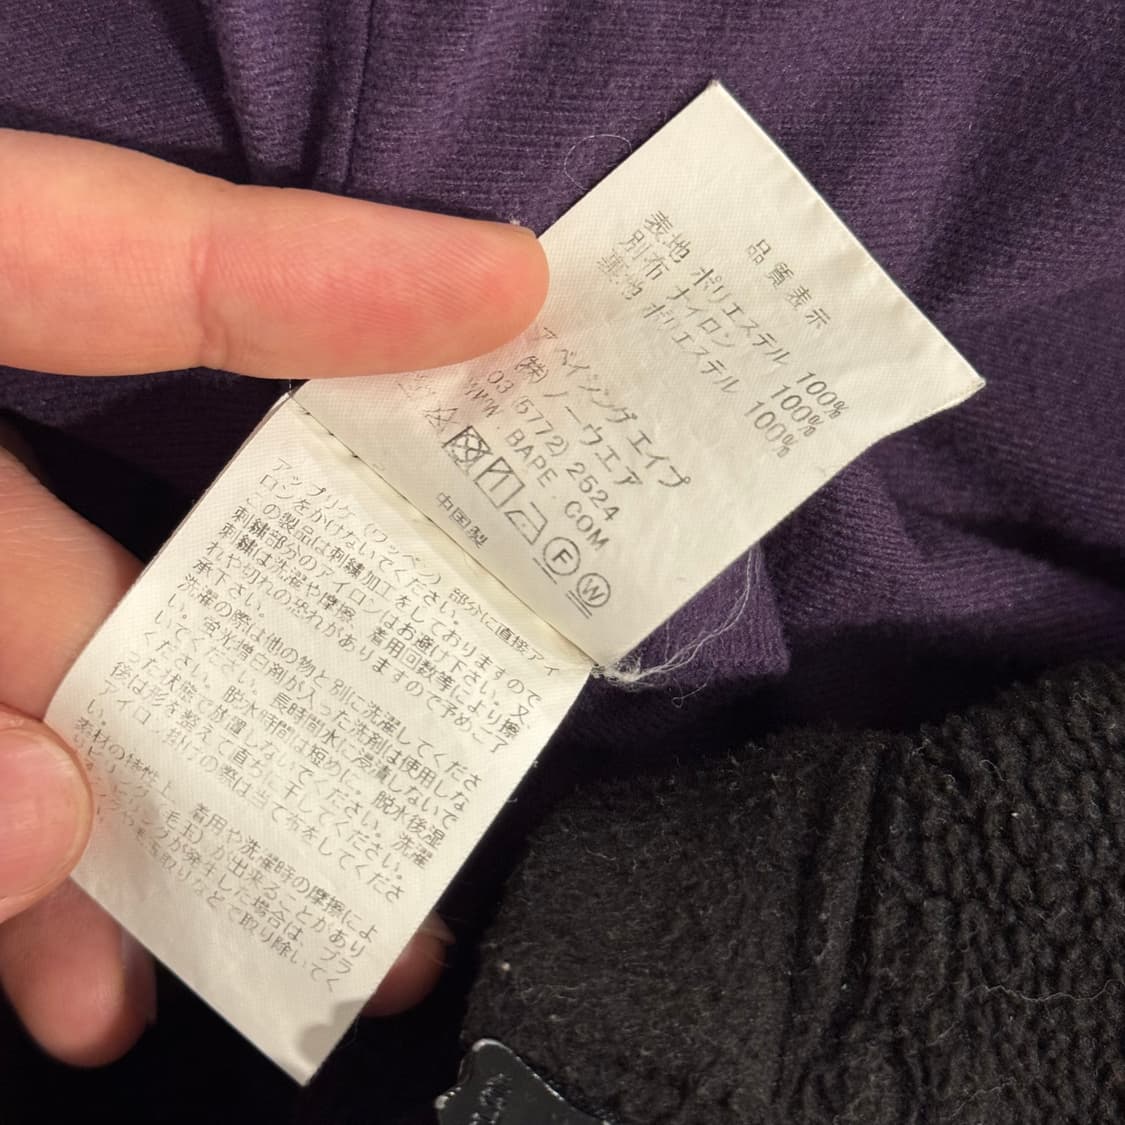 品質表示
表地 ポリエステル 100%
別布 ナイロン 100%
裏地 ポリエステル 100%
アベイシングエイプ
(株)ノーウエア
03(5772)2524
WWW.BAPE.COM
F W
中国製
アップリケ(ワッペン)部分に直接アイ
ロンをかけないでください。
この製品は刺繍加工をしておりますので
刺繍部分のアイロンはお避け下さい。又
刺繍は洗濯や摩擦、着用回数等により擦
れや切れの恐れがありますので予めご了
承下さい。
洗濯の際は他の物と別に洗濯してくださ
い。蛍光増白剤が入った洗剤は使用しな
いでください。長時間水に浸漬しないで
ください。脱水時間は短めに。脱水後湿
った状態で放置しないでください。洗濯
後は形を整えて直ちに干してください。
アイロン掛けの際は当て布をしてくださ
い。
素材の特性上、着用や洗濯時の摩擦によ
りピリング(毛玉)が出来ることがあり
ます。ピリングが発生した場合は、ブラ
毛玉取りなどで取り除いてく